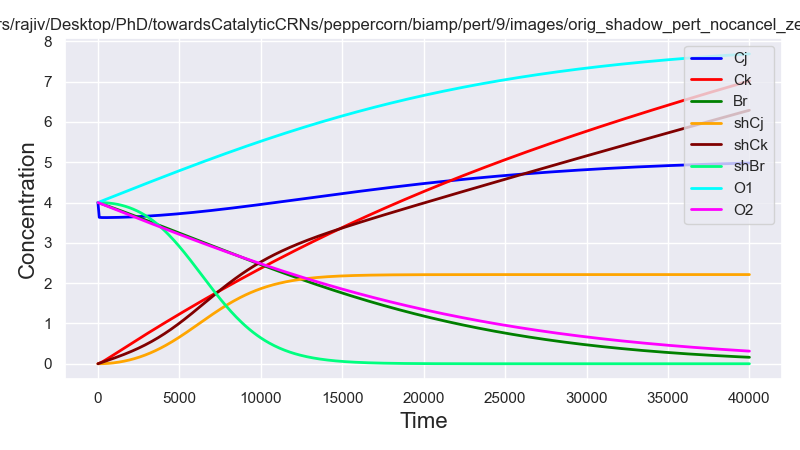 rs/rajiv/Desktop/PhD/towardsCatalyticCRNs/peppercorn/biamp/pert/9/images/orig_shadow_pert_nocancel_ze
8
7
6
5
4
3
2
1
0
Concentration
0 5000 10000 15000 20000 25000 30000 35000 40000
Time
Cj
Ck
Br
shCj
shCk
shBr
O1
O2